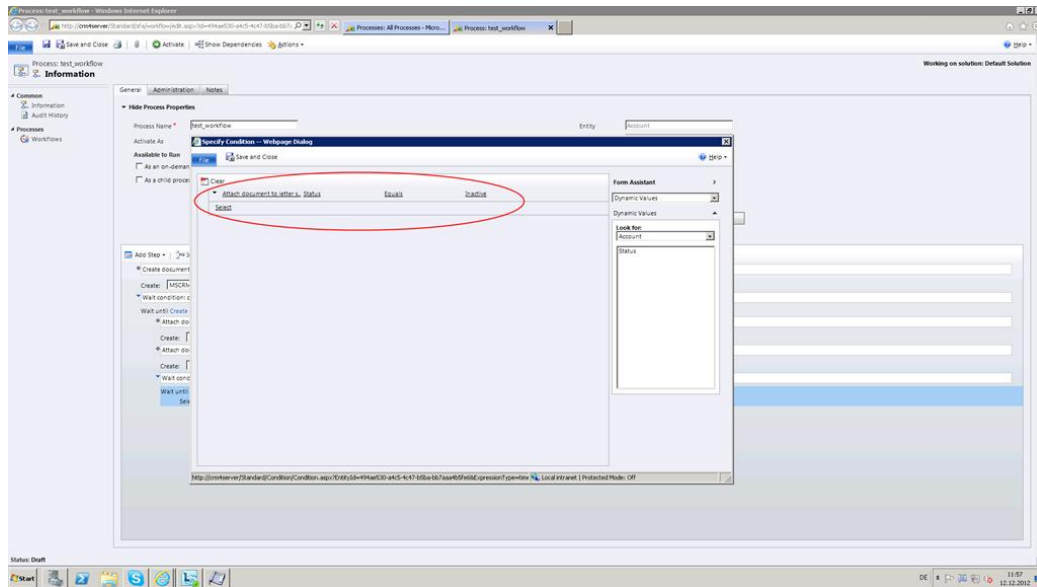 Process: test_workflow - Windows Internet Explorer
Processes: All Processes - Micro...
Process: test_workflow
File
Save and Close
Activate
Show Dependencies
Actions
Help
Process: test_workflow
Information
Working on solution: Default Solution
Common
Information
Audit History
Processes
Workflows
General
Administration
Notes
Hide Process Properties
Process Name *
test_workflow
Entity
Account
Activate As
Available to Run
As an on-deman
As a child proce
Specify Condition -- Webpage Dialog
File
Save and Close
Help
Clear
Attach document to letter s.. Status Equals Inactive
Select
Form Assistant
Dynamic Values
Dynamic Values
Look for:
Account
Status
Add Step
Create document
Create: MSCRM
Wait condition: c
Wait until Create
Attach do
Create:
Attach do
Create:
Wait cond
Wait until
Sele
Local intranet | Protected Mode: Off
Status: Draft
Start
DE
11:57
12.12.2012